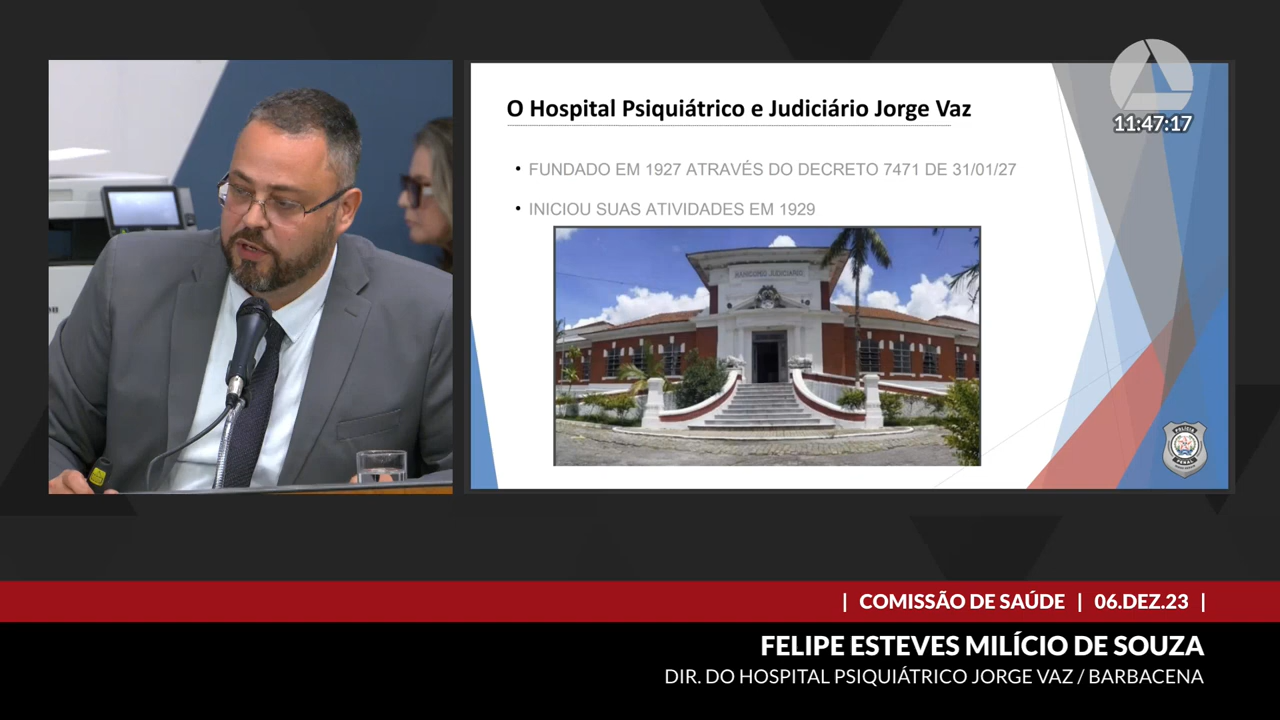 11:47:17
O Hospital Psiquiátrico e Judiciário Jorge Vaz
• FUNDADO EM 1927 ATRAVÉS DO DECRETO 7471 DE 31/01/27
• INICIOU SUAS ATIVIDADES EM 1929
MANICOMIO JUDICIARIO
POLÍCIA
PENAL
| COMISSÃO DE SAÚDE | 06.DEZ.23 |
FELIPE ESTEVES MILÍCIO DE SOUZA
DIR. DO HOSPITAL PSIQUIÁTRICO JORGE VAZ / BARBACENA